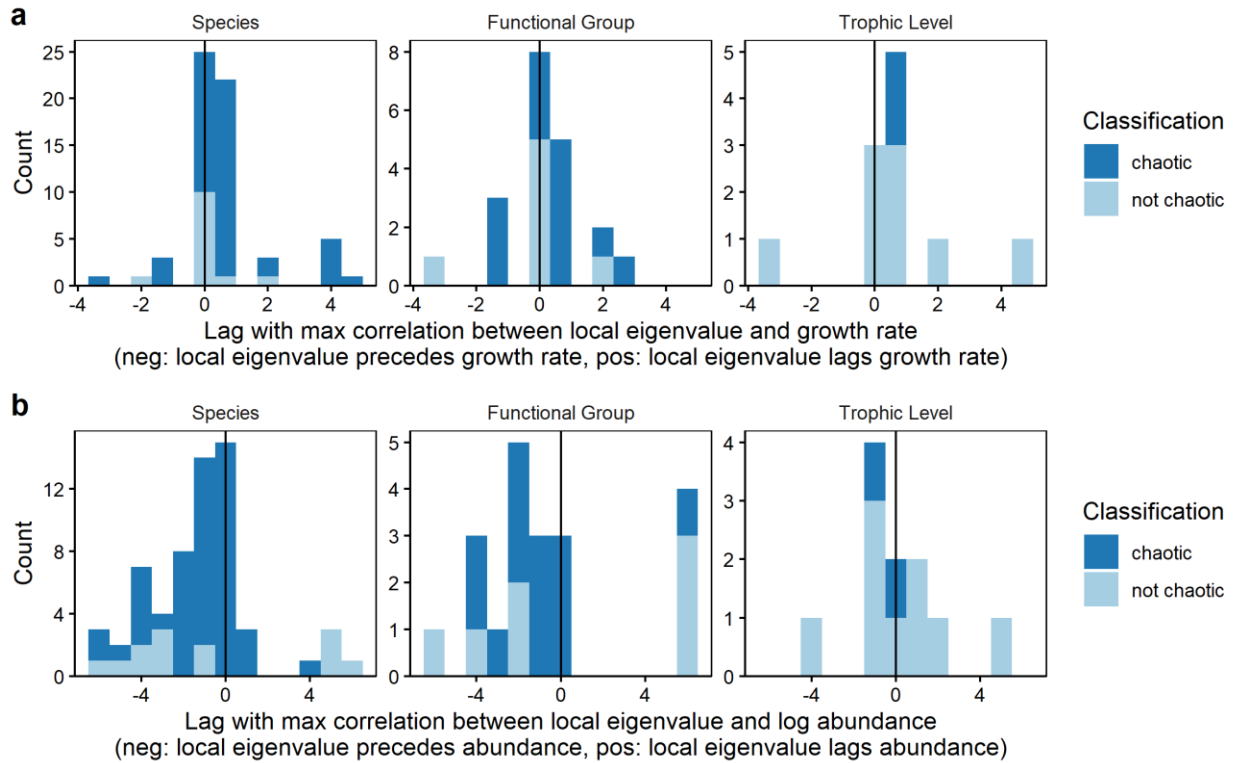 a
Species
Functional Group
Trophic Level
25
20
15
10
5
0
8
6
4
2
0
5
4
3
2
1
0
Count
-4 -2 0 2 4
-4 -2 0 2 4
-4 -2 0 2 4
Lag with max correlation between local eigenvalue and growth rate
(neg: local eigenvalue precedes growth rate, pos: local eigenvalue lags growth rate)
Classification
chaotic
not chaotic
b
Species
Functional Group
Trophic Level
12
8
4
0
5
4
3
2
1
0
4
3
2
1
0
Count
-4 0 4
-4 0 4
-4 0 4
Lag with max correlation between local eigenvalue and log abundance
(neg: local eigenvalue precedes abundance, pos: local eigenvalue lags abundance)
Classification
chaotic
not chaotic